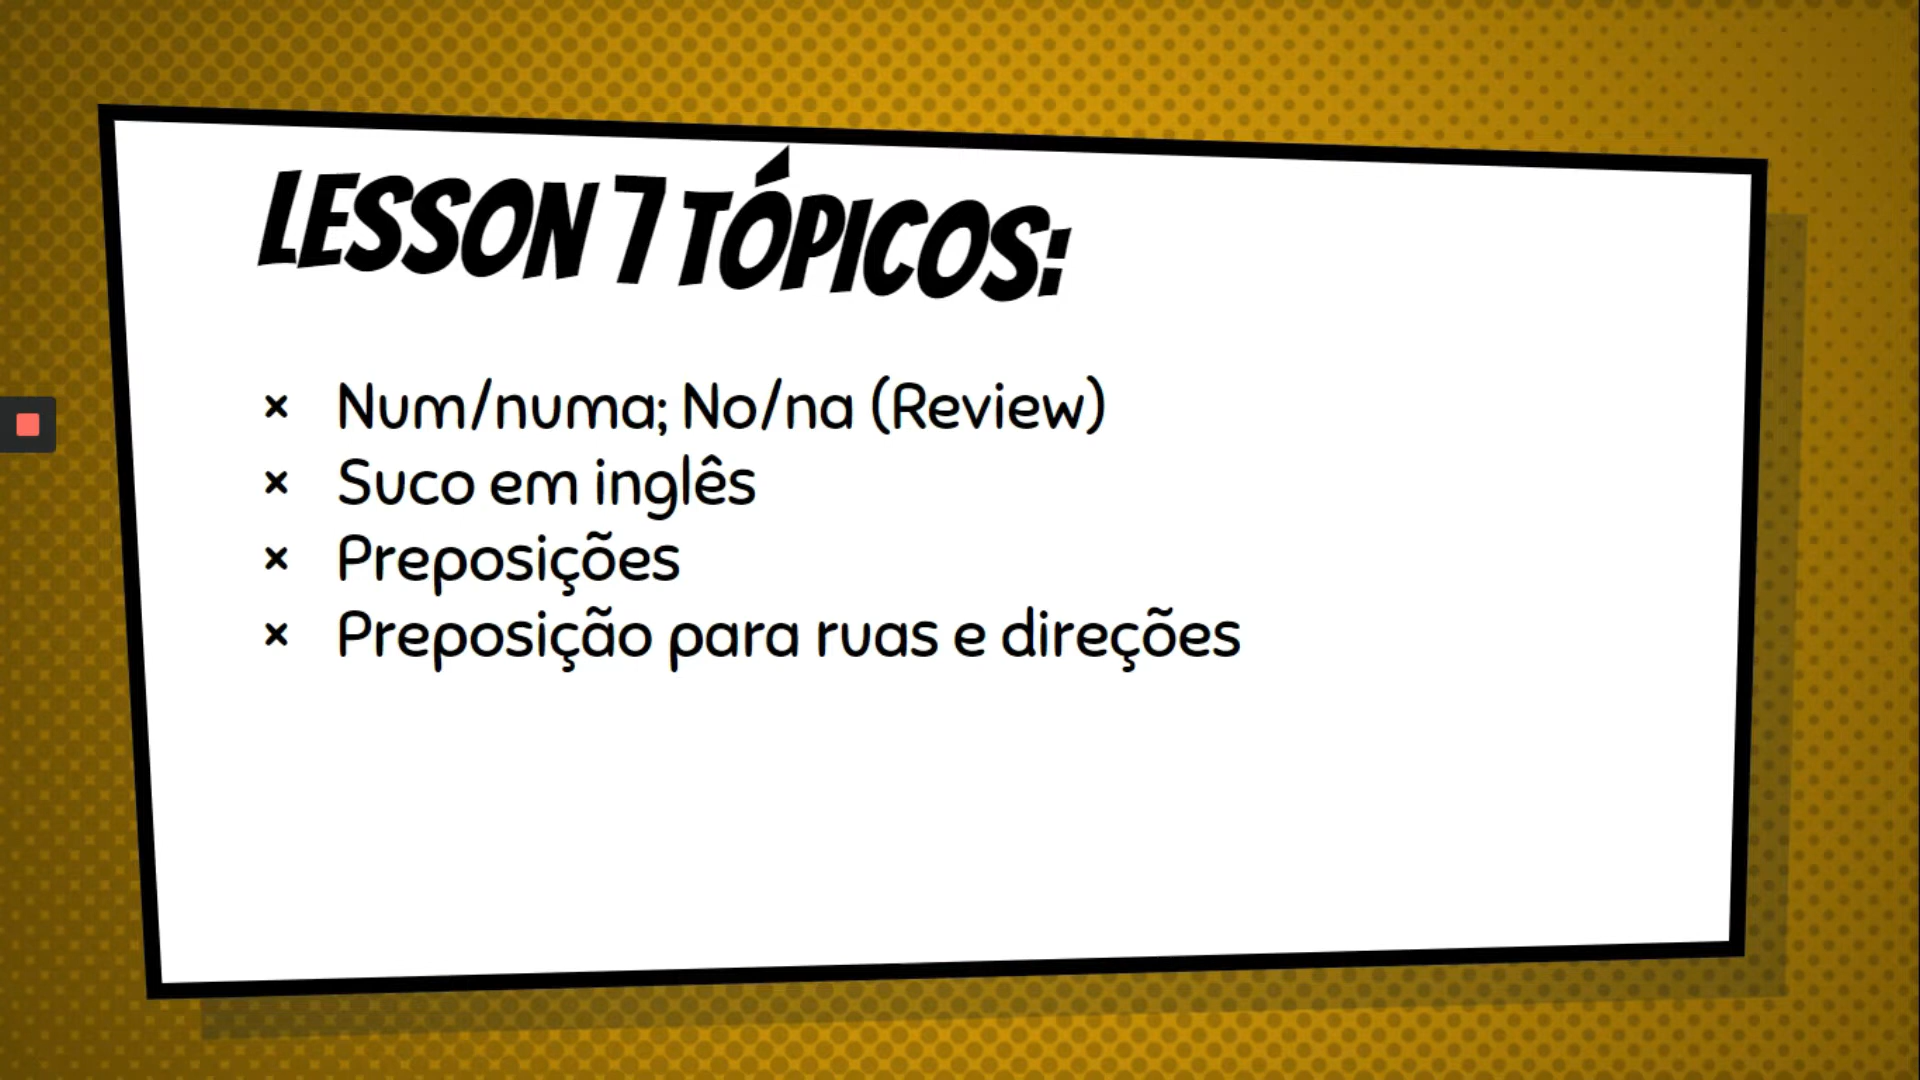 LESSON 7 TÓPICOS:
× Num/numa; No/na (Review)
× Suco em inglês
× Preposições
× Preposição para ruas e direções